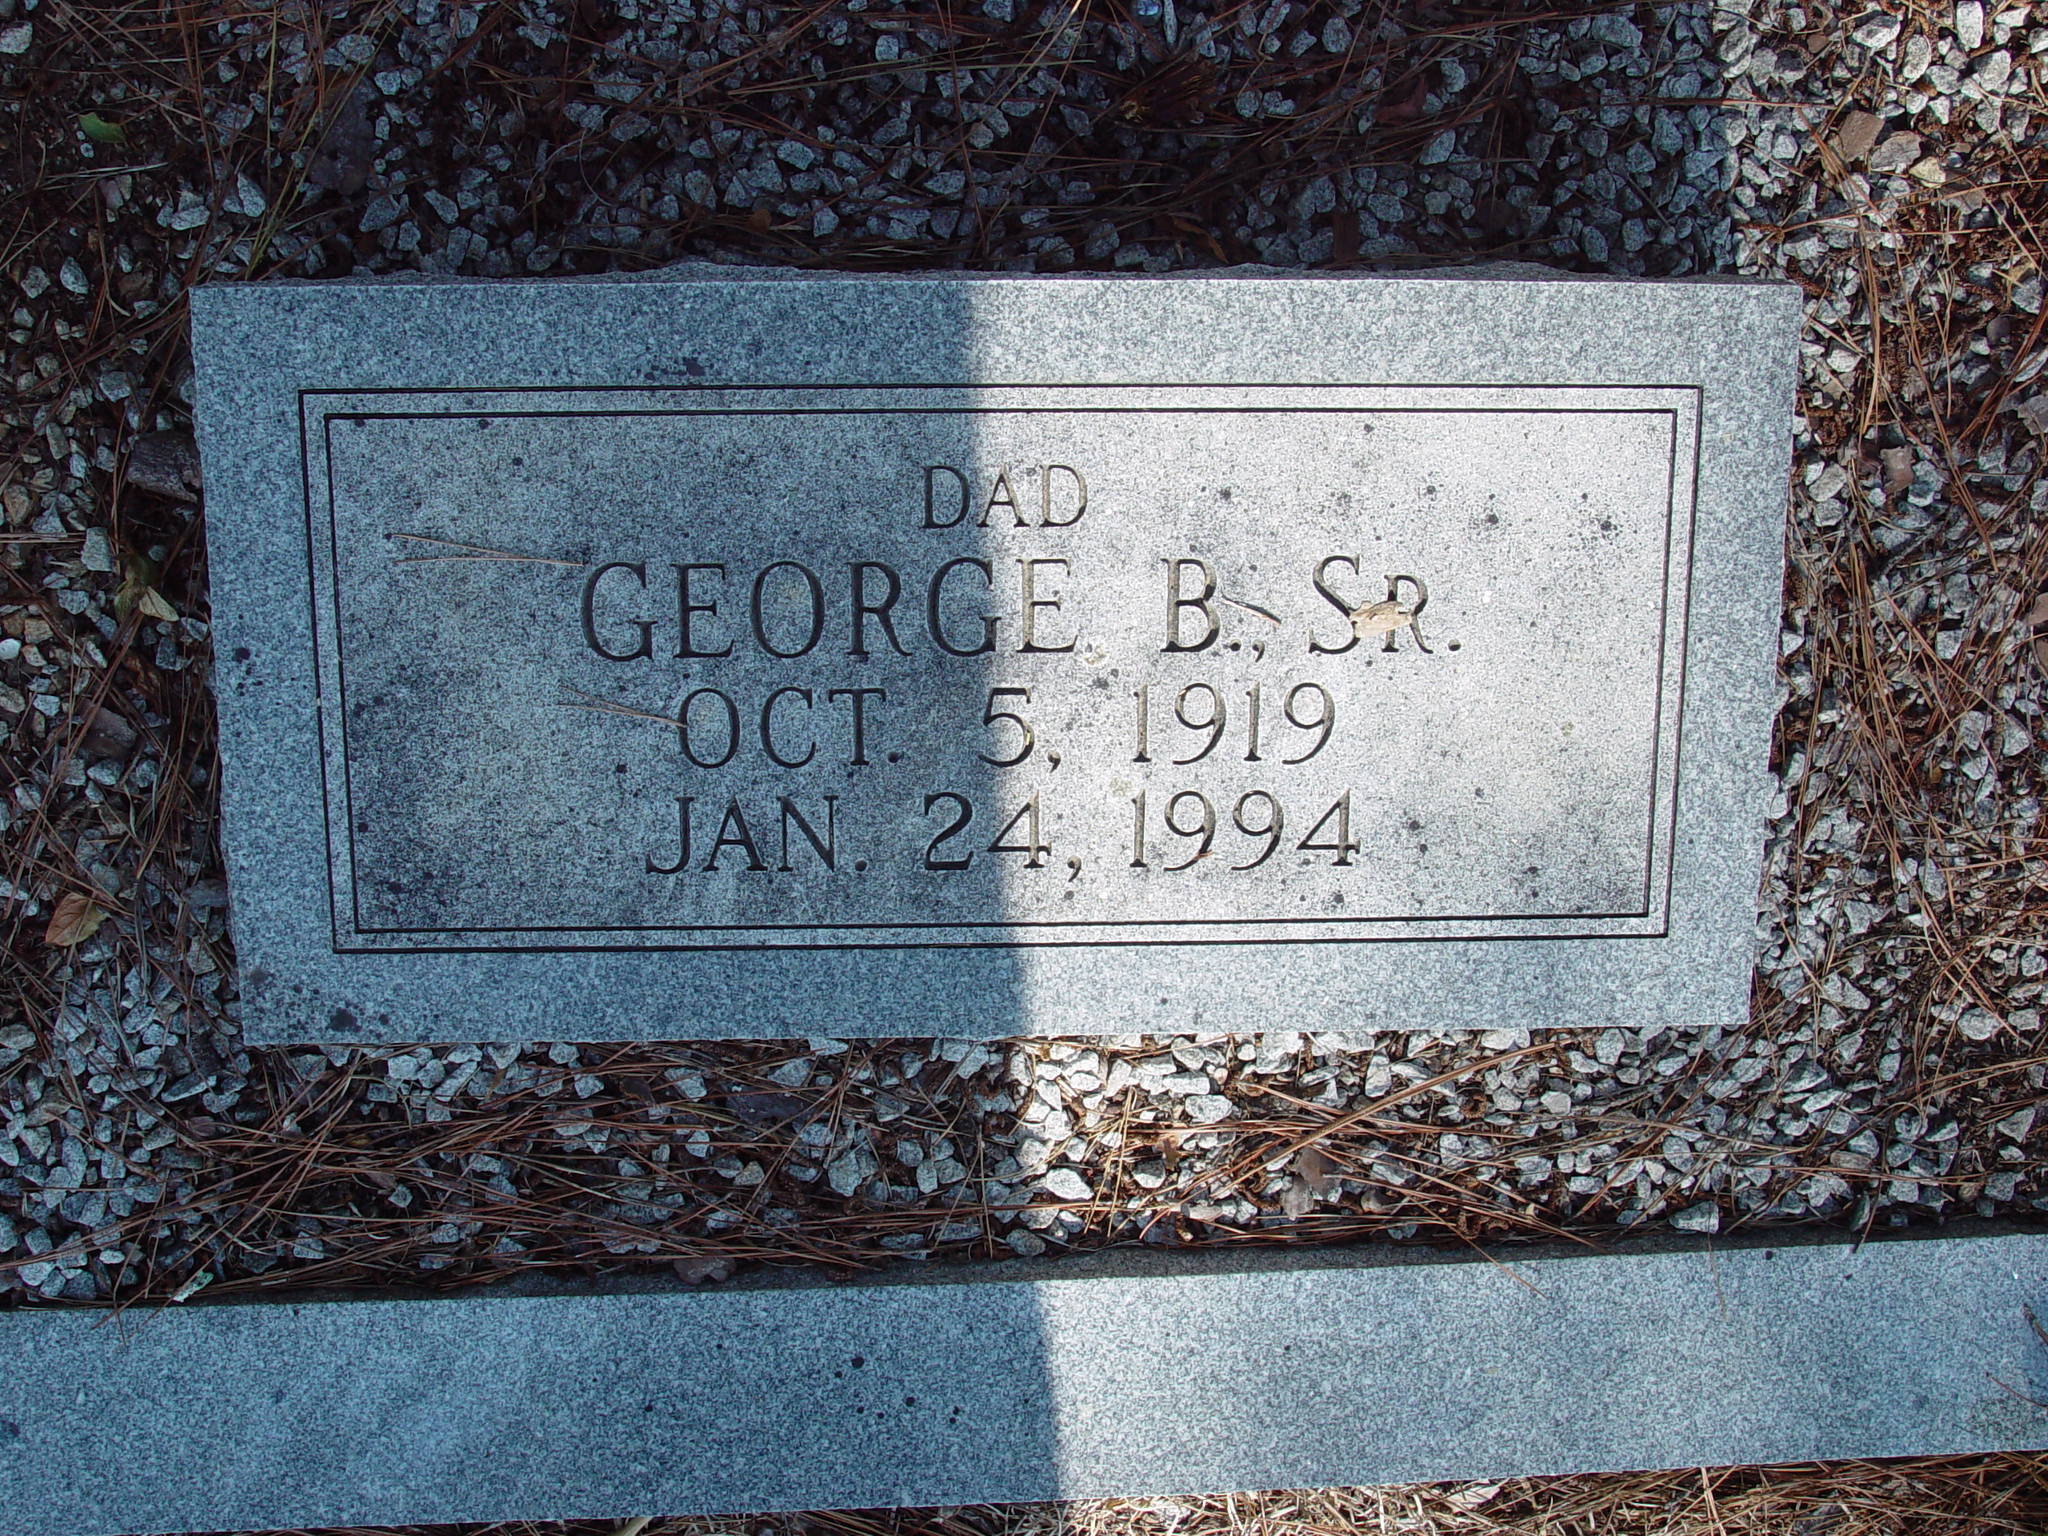 DAD
GEORGE B., SR.
OCT. 5, 1919
JAN. 24, 1994